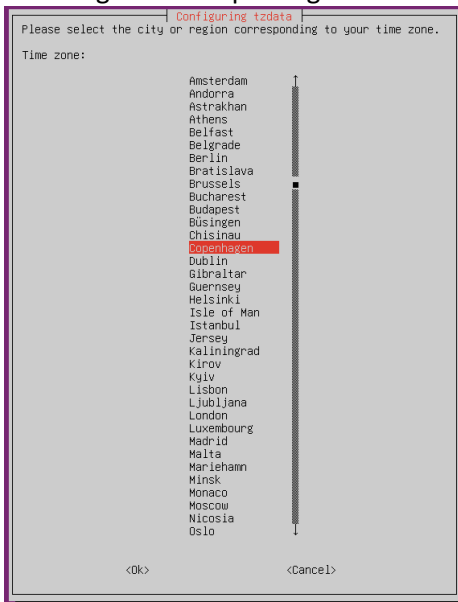 Configuring tzdata
Please select the city or region corresponding to your time zone.
Time zone:
Amsterdam
Andorra
Astrakhan
Athens
Belfast
Belgrade
Berlin
Bratislava
Brussels
Bucharest
Budapest
Büsingen
Chisinau
Copenhagen
Dublin
Gibraltar
Guernsey
Helsinki
Isle of Man
Istanbul
Jersey
Kaliningrad
Kirov
Kyiv
Lisbon
Ljubljana
London
Luxembourg
Madrid
Malta
Mariehamn
Minsk
Monaco
Moscow
Nicosia
Oslo
<Ok> <Cancel>